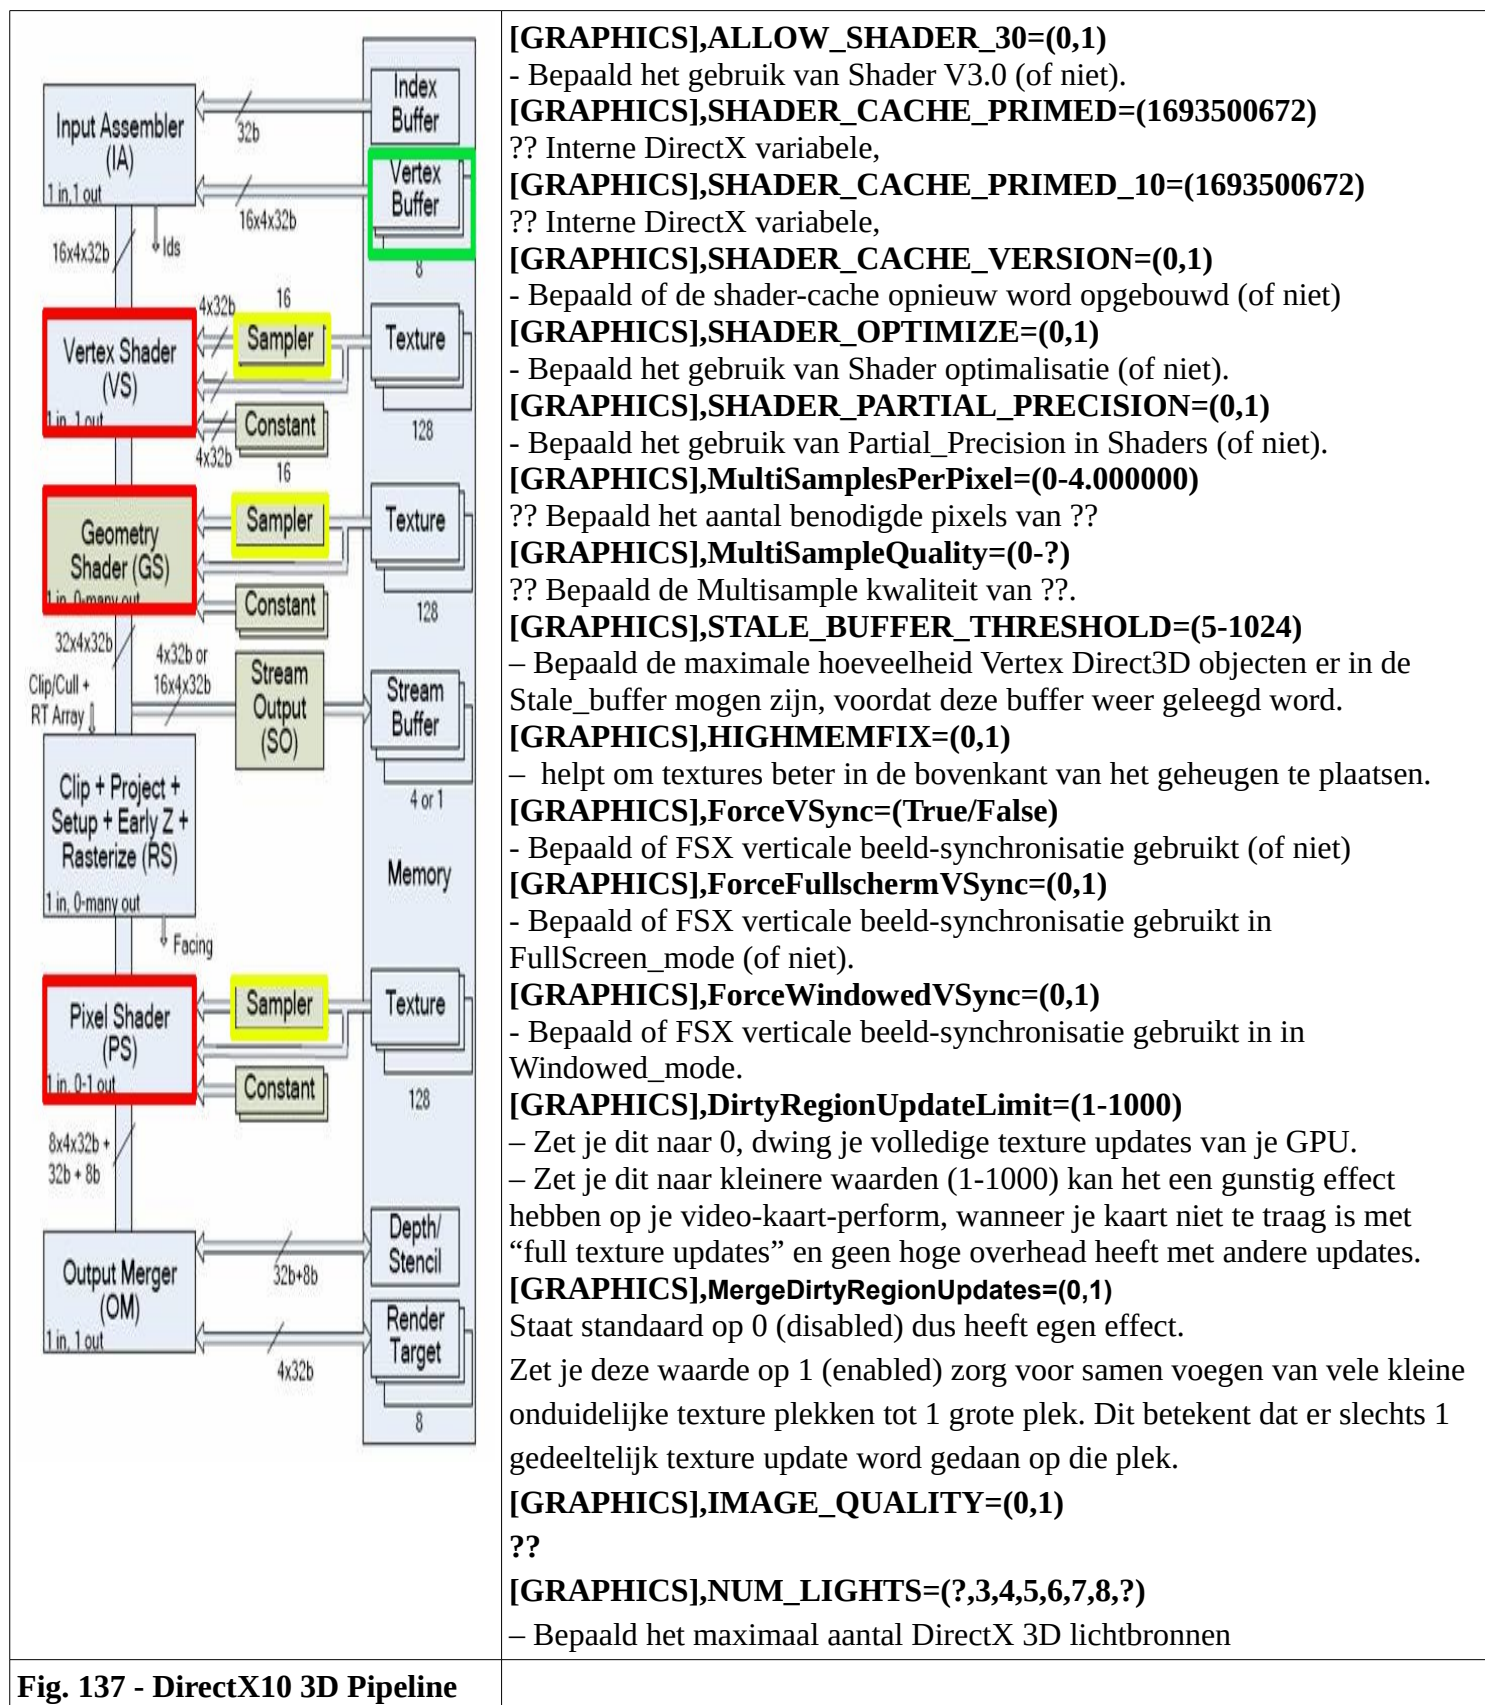 Index
Buffer
Input Assembler
(IA)
1 in,1 out
32b
Vertex
Buffer
16x4x32b
8
16x4x32b
Ids
Vertex Shader
(VS)
1 in, 1 out
4x32b
16
Sampler
Texture
Constant
4x32b
16
128
Geometry
Shader (GS)
1 in, 0-many out
Sampler
Texture
Constant
128
32x4x32b
4x32b or
16x4x32b
Clip/Cull +
RT Array
Stream
Output
(SO)
Stream
Buffer
4 or 1
Clip + Project +
Setup + Early Z +
Rasterize (RS)
1 in, 0-many out
Memory
Facing
Pixel Shader
(PS)
1 in, 0-1 out
Sampler
Texture
Constant
128
8x4x32b +
32b + 8b
Output Merger
(OM)
1 in, 1 out
32b+8b
Depth/
Stencil
4x32b
Render
Target
8
[GRAPHICS],ALLOW_SHADER_30=(0,1)
- Bepaald het gebruik van Shader V3.0 (of niet).
[GRAPHICS],SHADER_CACHE_PRIMED=(1693500672)
?? Interne DirectX variabele,
[GRAPHICS],SHADER_CACHE_PRIMED_10=(1693500672)
?? Interne DirectX variabele,
[GRAPHICS],SHADER_CACHE_VERSION=(0,1)
- Bepaald of de shader-cache opnieuw word opgebouwd (of niet)
[GRAPHICS],SHADER_OPTIMIZE=(0,1)
- Bepaald het gebruik van Shader optimalisatie (of niet).
[GRAPHICS],SHADER_PARTIAL_PRECISION=(0,1)
- Bepaald het gebruik van Partial_Precision in Shaders (of niet).
[GRAPHICS],MultiSamplesPerPixel=(0-4.000000)
?? Bepaald het aantal benodigde pixels van ??
[GRAPHICS],MultiSampleQuality=(0-?)
?? Bepaald de Multisample kwaliteit van ??.
[GRAPHICS],STALE_BUFFER_THRESHOLD=(5-1024)
– Bepaald de maximale hoeveelheid Vertex Direct3D objecten er in de
Stale_buffer mogen zijn, voordat deze buffer weer geleegd word.
[GRAPHICS],HIGHMEMFIX=(0,1)
– helpt om textures beter in de bovenkant van het geheugen te plaatsen.
[GRAPHICS],ForceVSync=(True/False)
- Bepaald of FSX verticale beeld-synchronisatie gebruikt (of niet)
[GRAPHICS],ForceFullschermVSync=(0,1)
- Bepaald of FSX verticale beeld-synchronisatie gebruikt in
FullScreen_mode (of niet).
[GRAPHICS],ForceWindowedVSync=(0,1)
- Bepaald of FSX verticale beeld-synchronisatie gebruikt in in
Windowed_mode.
[GRAPHICS],DirtyRegionUpdateLimit=(1-1000)
– Zet je dit naar 0, dwing je volledige texture updates van je GPU.
– Zet je dit naar kleinere waarden (1-1000) kan het een gunstig effect
hebben op je video-kaart-perform, wanneer je kaart niet te traag is met
“full texture updates” en geen hoge overhead heeft met andere updates.
[GRAPHICS],MergeDirtyRegionUpdates=(0,1)
Staat standaard op 0 (disabled) dus heeft egen effect.
Zet je deze waarde op 1 (enabled) zorg voor samen voegen van vele kleine
onduidelijke texture plekken tot 1 grote plek. Dit betekent dat er slechts 1
gedeeltelijk texture update word gedaan op die plek.
[GRAPHICS],IMAGE_QUALITY=(0,1)
??
[GRAPHICS],NUM_LIGHTS=(?,3,4,5,6,7,8,?)
– Bepaald het maximaal aantal DirectX 3D lichtbronnen
Fig. 137 - DirectX10 3D Pipeline